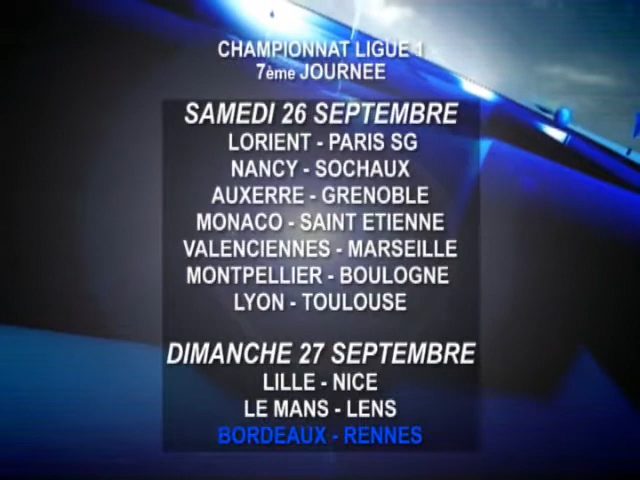 CHAMPIONNAT LIGUE 1
7ème JOURNEE
SAMEDI 26 SEPTEMBRE
LORIENT - PARIS SG
NANCY - SOCHAUX
AUXERRE - GRENOBLE
MONACO - SAINT ETIENNE
VALENCIENNES - MARSEILLE
MONTPELLIER - BOULOGNE
LYON - TOULOUSE
DIMANCHE 27 SEPTEMBRE
LILLE - NICE
LE MANS - LENS
BORDEAUX - RENNES